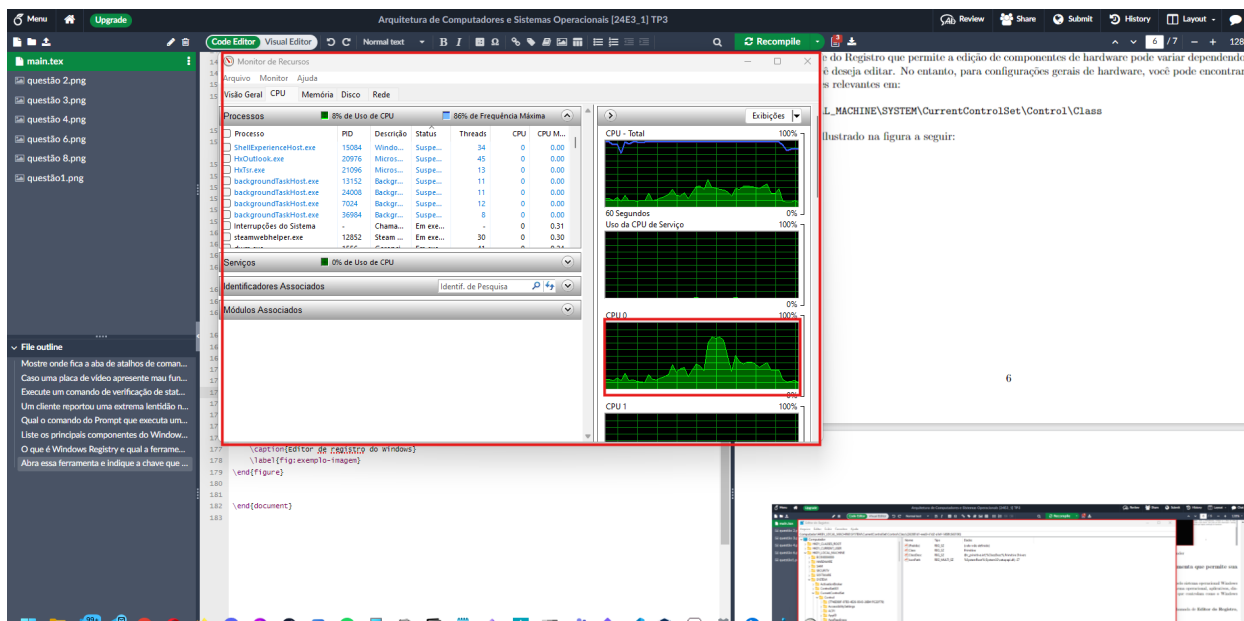 Menu
Upgrade
Arquitetura de Computadores e Sistemas Operacionais [24E3_1] TP3
Review
Share
Submit
History
Layout
Code Editor
Visual Editor
Normal text
Recompile
3
6 / 7
128
main.tex
questão 2.png
questão 3.png
questão 4.png
questão 6.png
questão 8.png
questão1.png
File outline
Mostre onde fica a aba de atalhos de coman...
Caso uma placa de vídeo apresente mau fun...
Execute um comando de verificação de stat...
Um cliente reportou uma extrema lentidão n...
Qual o comando do Prompt que executa um...
Liste os principais componentes do Window...
O que é Windows Registry e qual a ferrame...
Abra essa ferramenta e indique a chave que ...
Monitor de Recursos
Arquivo Monitor Ajuda
Visão Geral CPU Memória Disco Rede
Processos 8% de Uso de CPU 86% de Frequência Máxima
Processo PID Descrição Status Threads CPU CPU M...
ShellExperienceHost.exe 15084 Windo... Suspe... 34 0 0.00
HxOutlook.exe 20976 Micros... Suspe... 45 0 0.00
HxTsr.exe 21096 Micros... Suspe... 13 0 0.00
backgroundTaskHost.exe 13152 Backgr... Suspe... 11 0 0.00
backgroundTaskHost.exe 24008 Backgr... Suspe... 11 0 0.00
backgroundTaskHost.exe 7024 Backgr... Suspe... 12 0 0.00
backgroundTaskHost.exe 36984 Backgr... Suspe... 8 0 0.00
Interrupções do Sistema - Chama... Em exe... - 0 0.31
steamwebhelper.exe 12852 Steam ... Em exe... 30 0 0.30
Serviços 0% de Uso de CPU
Identificadores Associados Identif. de Pesquisa
Módulos Associados
Exibições
CPU - Total 100%
60 Segundos 0%
Uso da CPU de Serviço 100%
0%
CPU 0 100%
0%
CPU 1 100%
177 \caption{Editor de registro do windows}
178 \label{fig:exemplo-imagem}
179 \end{figure}
180
181
182 \end{document}
183
e do Registro que permite a edição de componentes de hardware pode variar dependendo
ê deseja editar. No entanto, para configurações gerais de hardware, você pode encontrar
s relevantes em:
L_MACHINE\SYSTEM\CurrentControlSet\Control\Class
ilustrado na figura a seguir:
6